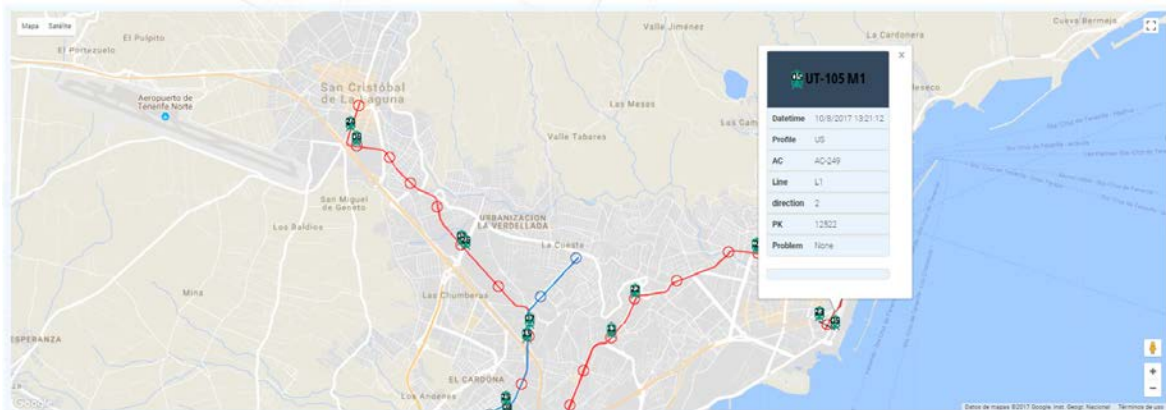 Mapa Satélite
El Pulpito
El Portezuelo
Valle Jiménez
Cueva Bermeja
La Cardonera
San Cristóbal
de La Laguna
Aeropuerto de
Tenerife Norte
Las Mesas
Valle Tabares
San Miguel
de Geneto
Los Baldíos
URBANIZACION
LA VERDELLADA
La Cuesta
Mina
Las Chumberas
ESPERANZA
EL CARDONAL
Los Andenes
UT-105 M1
Datetime 10/8/2017 13:21:12
Profile US
AC AC-249
Line L1
direction 2
PK 12522
Problem None
Google
Datos de mapas ©2017 Google, Inst. Geogr. Nacional Términos de uso